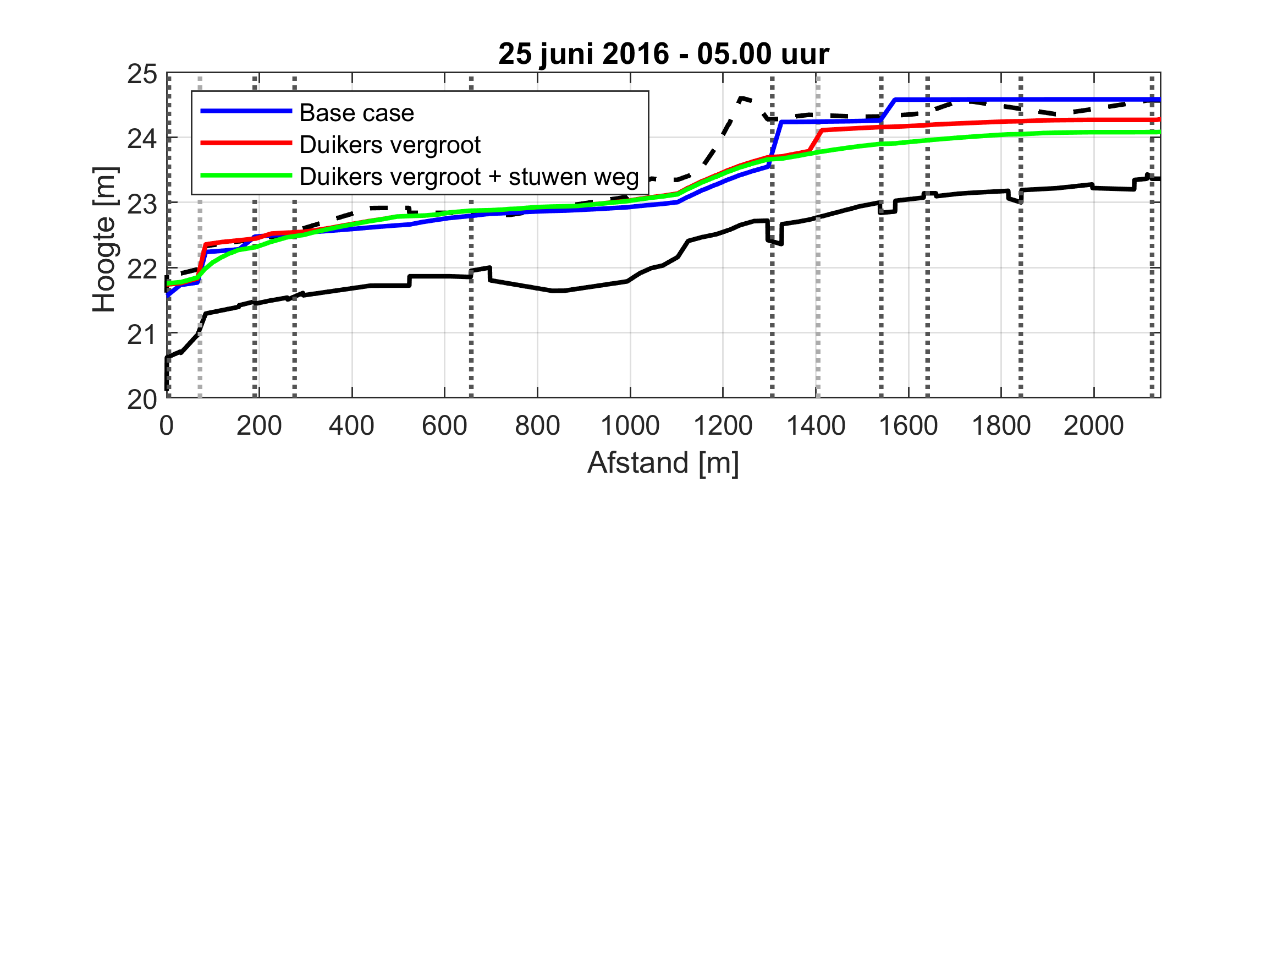 25 juni 2016 - 05.00 uur
25
24
23
22
21
20
Hoogte [m]
Base case
Duikers vergroot
Duikers vergroot + stuwen weg
0 200 400 600 800 1000 1200 1400 1600 1800 2000
Afstand [m]